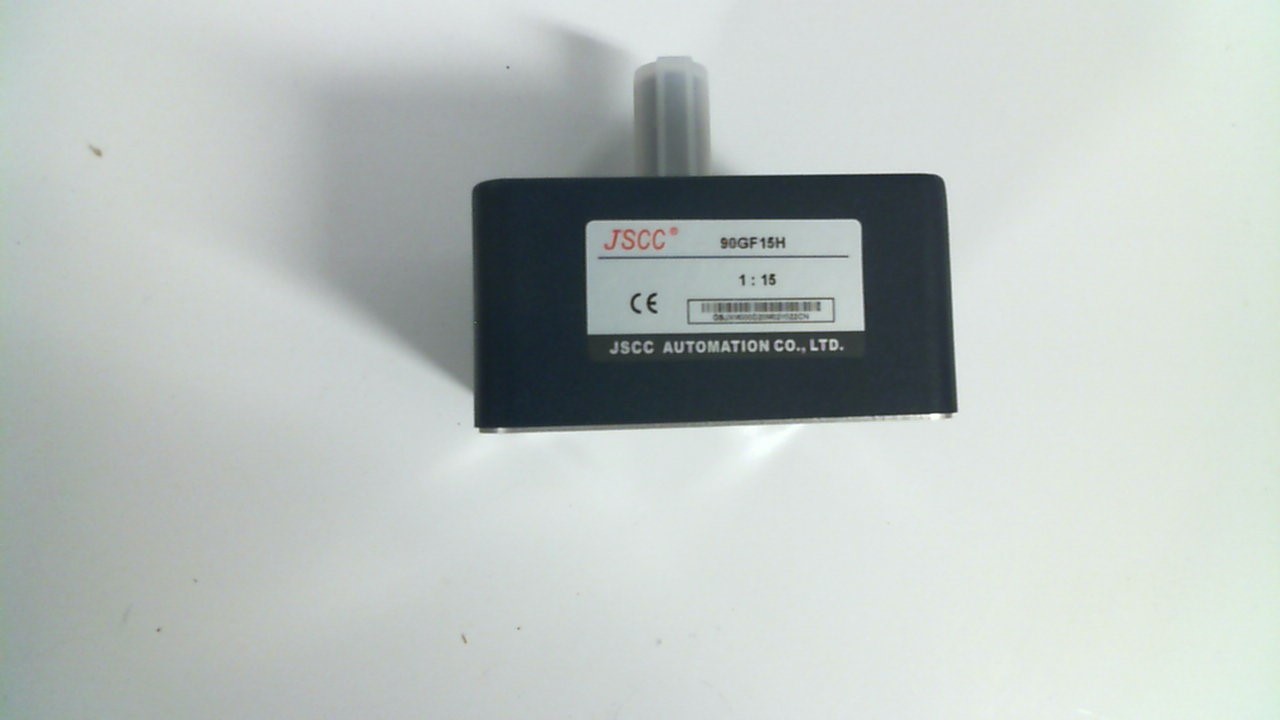 JSCC® 90GF15H
1 : 15
CE
JSCC AUTOMATION CO., LTD.